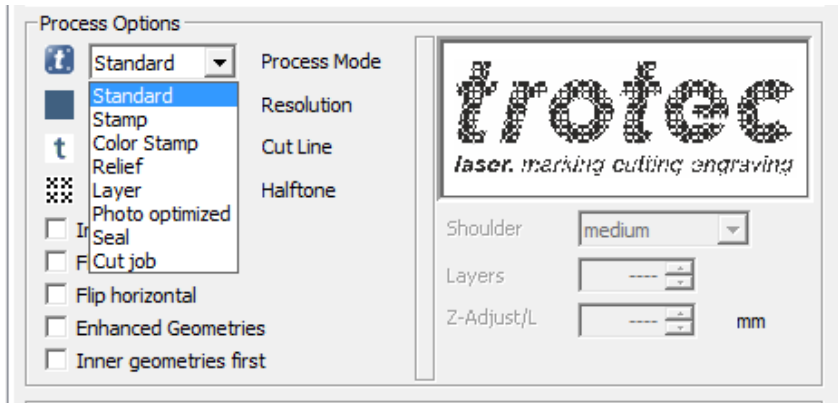 Process Options
t Standard Process Mode
Standard
Stamp
Color Stamp
Relief
Layer
Photo optimized
Seal
Cut job
Resolution
t Cut Line
Halftone
Flip horizontal
Enhanced Geometries
Inner geometries first
trotec
laser. marking cutting engraving
Shoulder medium
Layers ----
Z-Adjust/L ---- mm